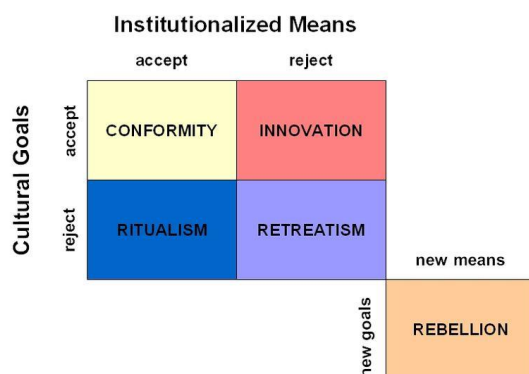 Institutionalized Means
accept reject
Cultural Goals
accept
CONFORMITY INNOVATION
reject
RITUALISM RETREATISM
new means
new goals
REBELLION